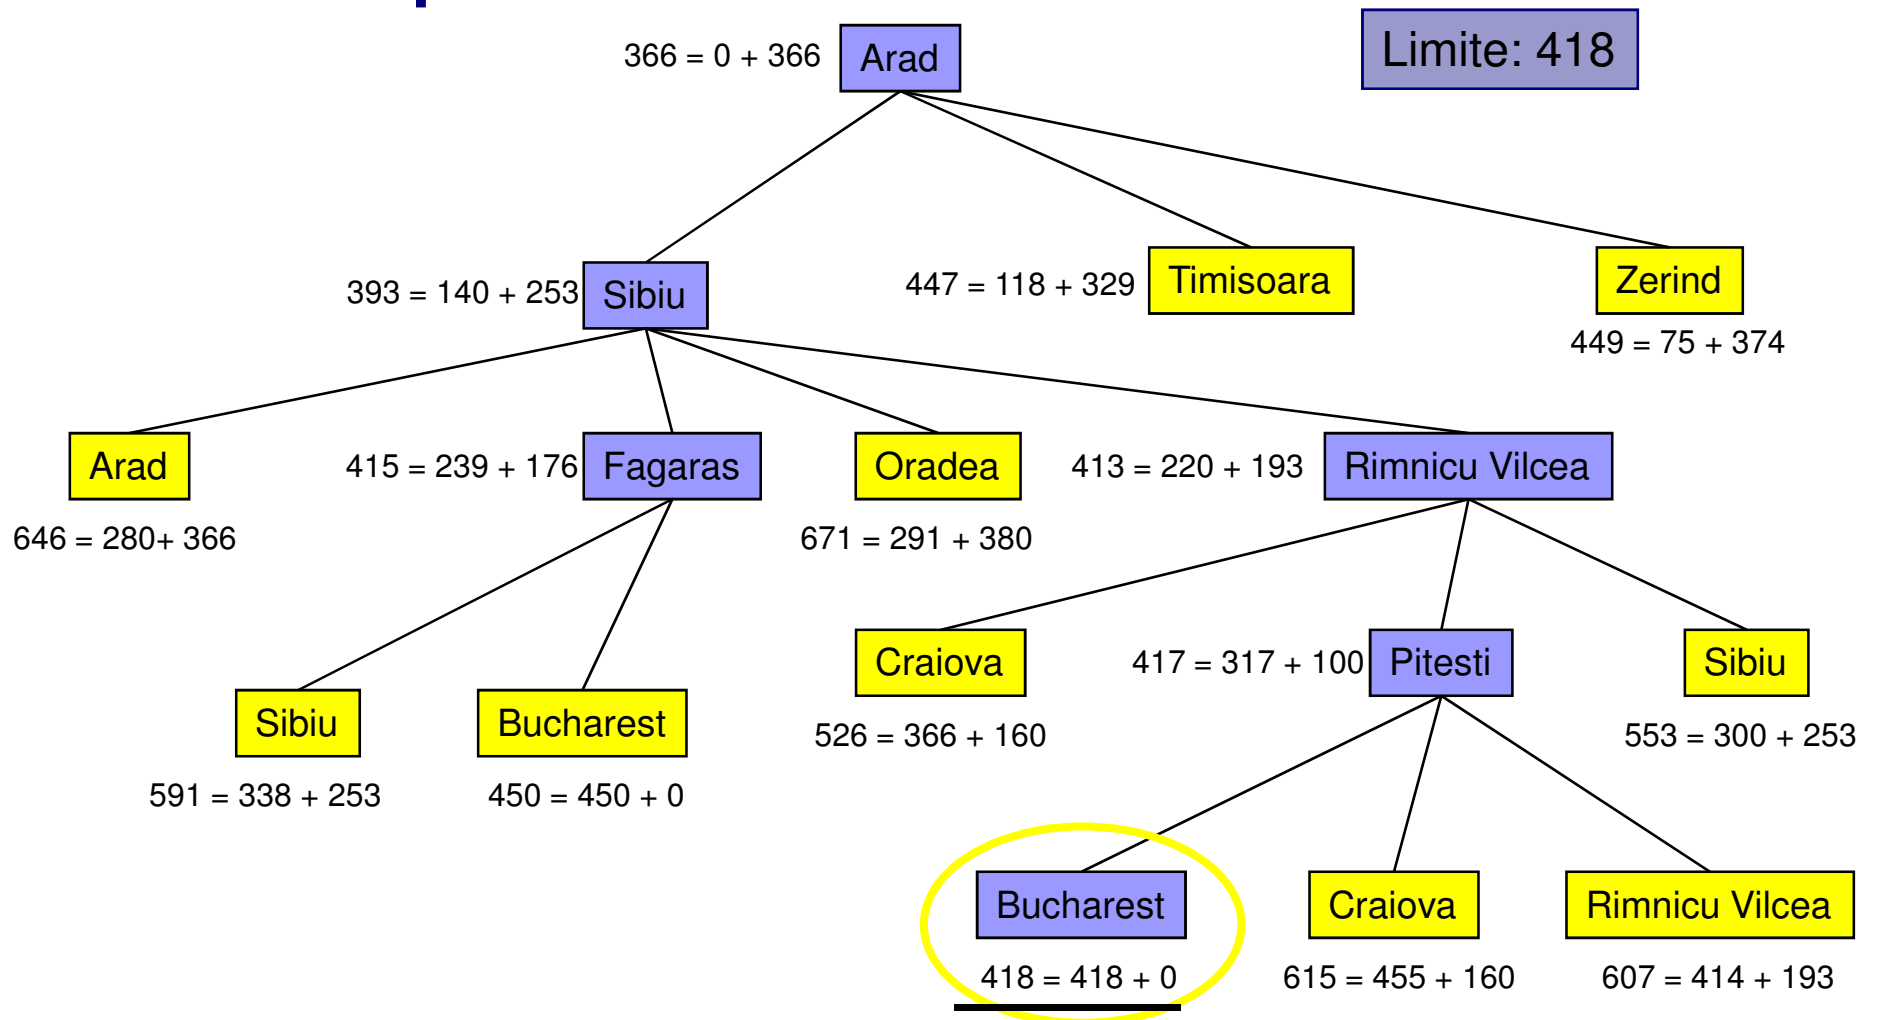 366 = 0 + 366 Arad
Limite: 418
393 = 140 + 253 Sibiu
447 = 118 + 329 Timisoara
Zerind
449 = 75 + 374
Arad
646 = 280+ 366
415 = 239 + 176 Fagaras
Oradea
671 = 291 + 380
413 = 220 + 193 Rimnicu Vilcea
Sibiu
591 = 338 + 253
Bucharest
450 = 450 + 0
Craiova
526 = 366 + 160
417 = 317 + 100 Pitesti
Sibiu
553 = 300 + 253
Bucharest
418 = 418 + 0
Craiova
615 = 455 + 160
Rimnicu Vilcea
607 = 414 + 193